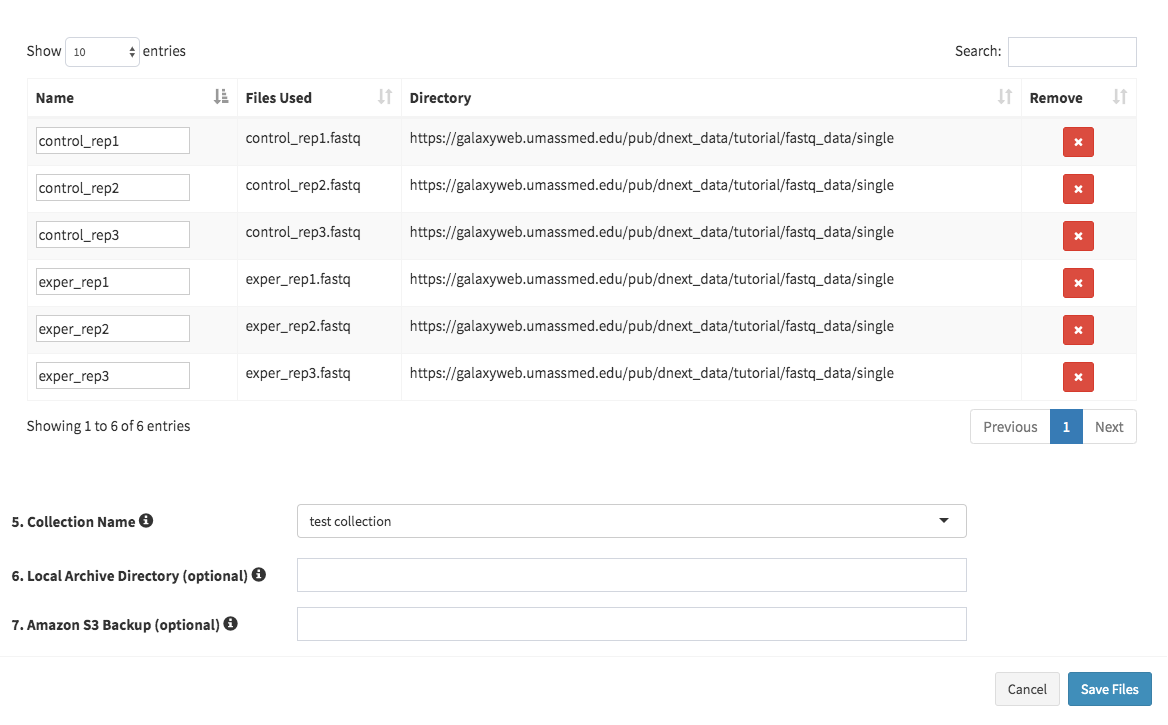 Show 10 entries Search:
Name Files Used Directory Remove
control_rep1 control_rep1.fastq https://galaxyweb.umassmed.edu/pub/dnext_data/tutorial/fastq_data/single
control_rep2 control_rep2.fastq https://galaxyweb.umassmed.edu/pub/dnext_data/tutorial/fastq_data/single
control_rep3 control_rep3.fastq https://galaxyweb.umassmed.edu/pub/dnext_data/tutorial/fastq_data/single
exper_rep1 exper_rep1.fastq https://galaxyweb.umassmed.edu/pub/dnext_data/tutorial/fastq_data/single
exper_rep2 exper_rep2.fastq https://galaxyweb.umassmed.edu/pub/dnext_data/tutorial/fastq_data/single
exper_rep3 exper_rep3.fastq https://galaxyweb.umassmed.edu/pub/dnext_data/tutorial/fastq_data/single
Showing 1 to 6 of 6 entries Previous 1 Next
5. Collection Name test collection
6. Local Archive Directory (optional)
7. Amazon S3 Backup (optional)
Cancel Save Files